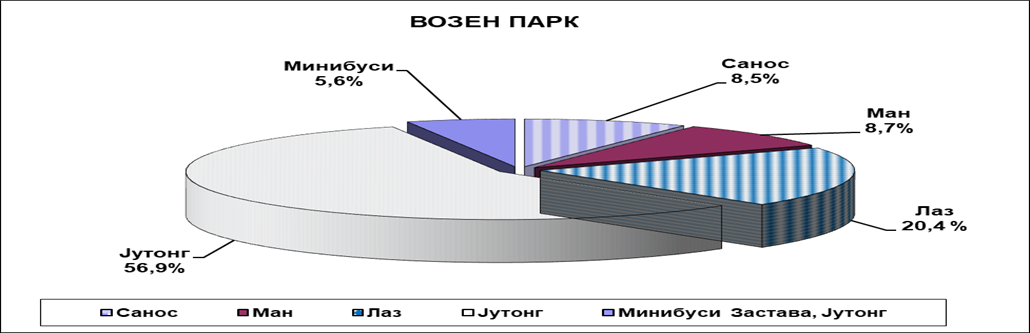 ВОЗЕН ПАРК
Минибуси
5,6%
Санос
8,5%
Ман
8,7%
Лаз
20,4 %
Јутонг
56,9%
Санос Ман Лаз Јутонг Минибуси Застава, Јутонг